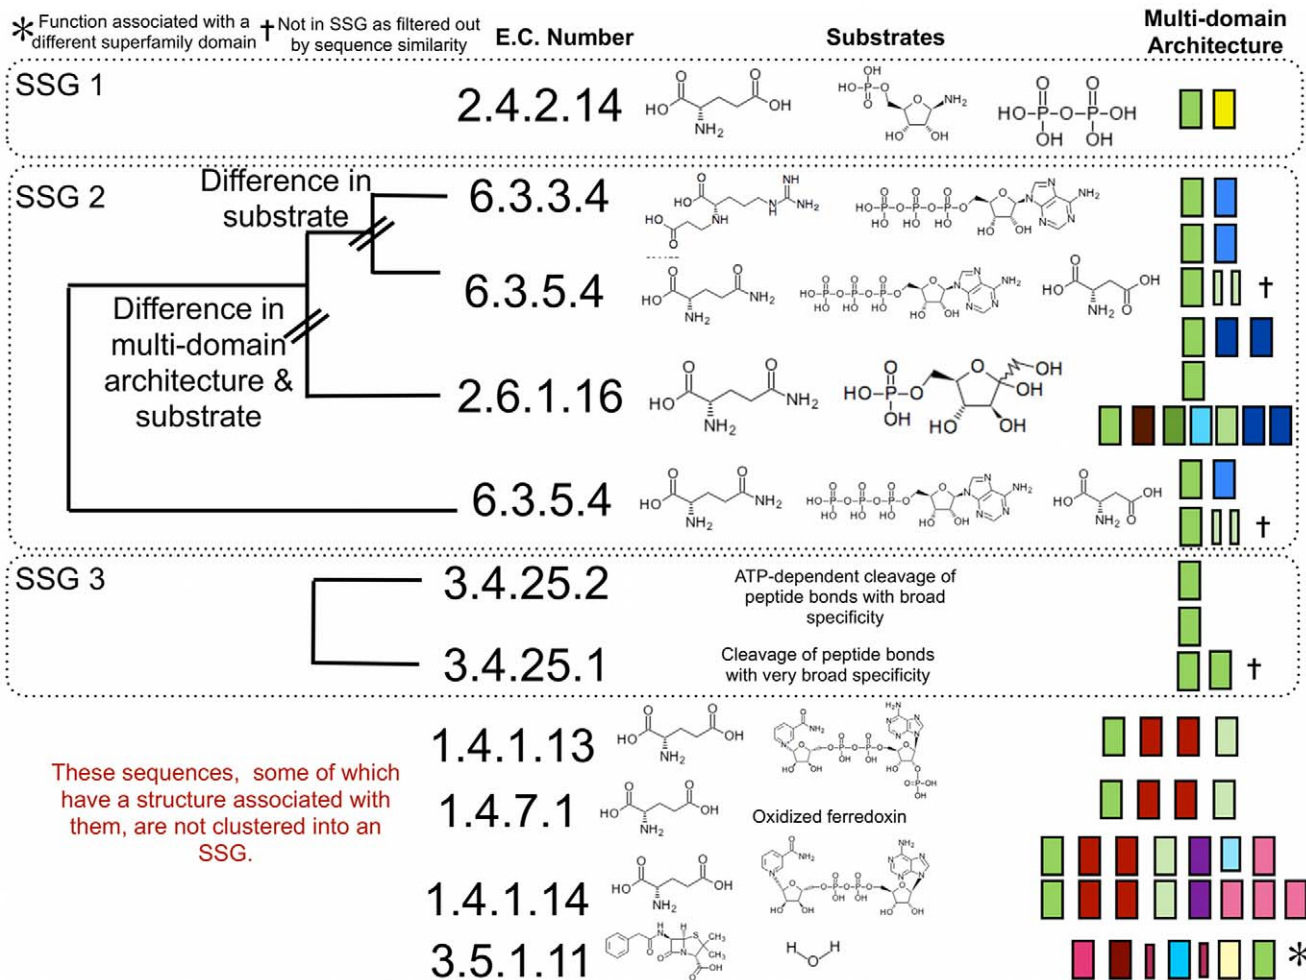 * Function associated with a
different superfamily domain
† Not in SSG as filtered out
by sequence similarity
E.C. Number
Substrates
Multi-domain
Architecture
SSG 1
2.4.2.14
SSG 2
Difference in
substrate
6.3.3.4
6.3.5.4
†
Difference in
multi-domain
architecture &
substrate
2.6.1.16
6.3.5.4
†
SSG 3
3.4.25.2
ATP-dependent cleavage of
peptide bonds with broad
specificity
3.4.25.1
Cleavage of peptide bonds
with very broad specificity
†
These sequences, some of which
have a structure associated with
them, are not clustered into an
SSG.
1.4.1.13
1.4.7.1
Oxidized ferredoxin
1.4.1.14
3.5.1.11
*